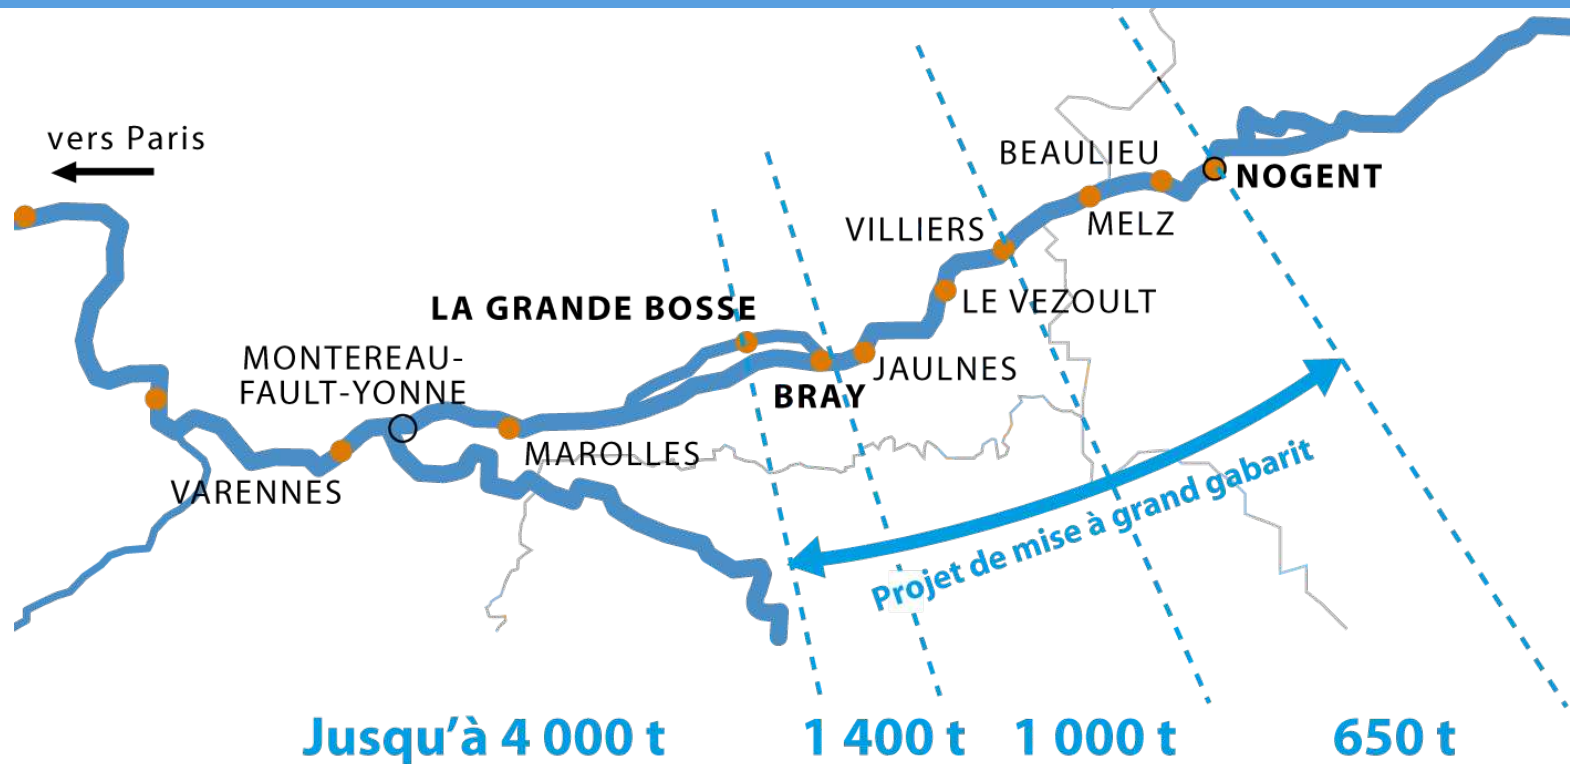 vers Paris
BEAULIEU
NOGENT
VILLIERS
MELZ
LE VEZOULT
LA GRANDE BOSSE
MONTEREAU-
FAULT-YONNE
JAULNES
BRAY
MAROLLES
VARENNES
Projet de mise à grand gabarit
Jusqu’à 4 000 t
1 400 t
1 000 t
650 t